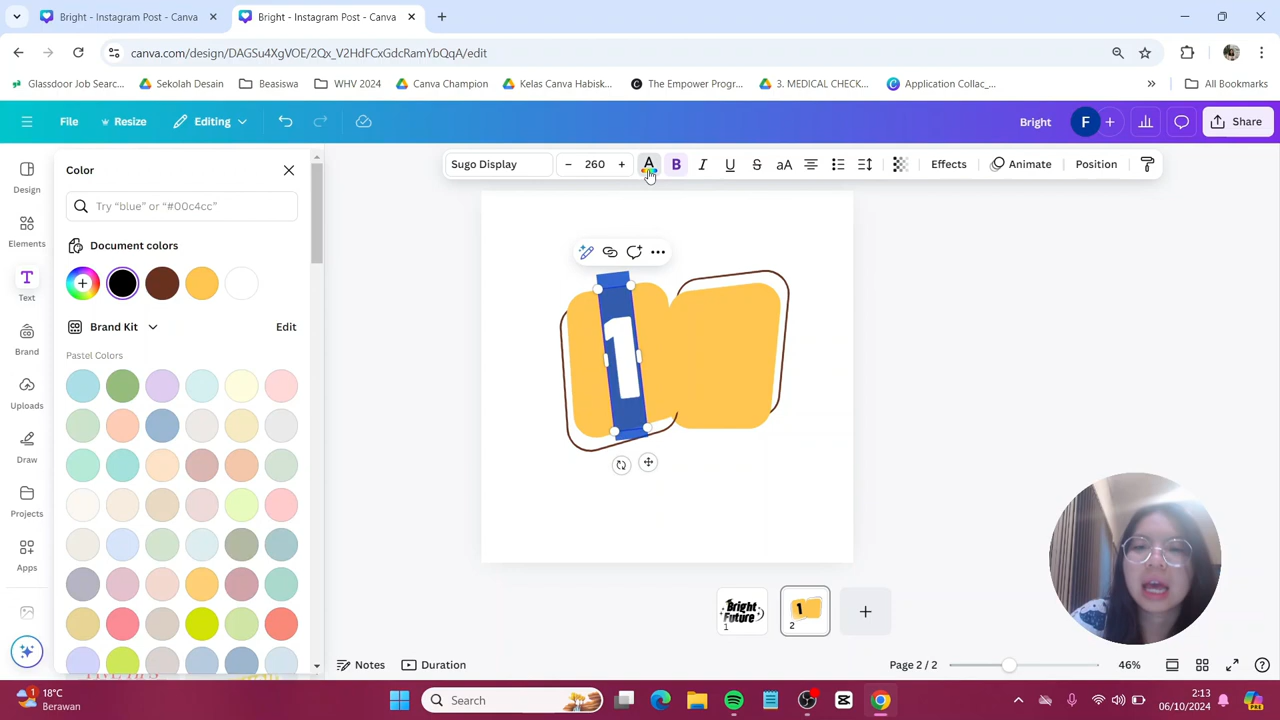 Bright - Instagram Post - Canva
Bright - Instagram Post - Canva
canva.com/design/DAGSu4XgVOE/2Qx_V2HdFCxGdcRamYbQqA/edit
Glassdoor Job Searc...
Sekolah Desain
Beasiswa
WHV 2024
Canva Champion
Kelas Canva Habiskan...
The Empower Progr...
3. MEDICAL CHECK...
Application Collac_...
All Bookmarks
File
Resize
Editing
Bright
F
Share
Design
Elements
Text
Brand
Uploads
Draw
Projects
Apps
Color
Try “blue” or “#00c4cc”
Document colors
Brand Kit
Edit
Pastel Colors
Sugo Display
– 260 +
A
B
I
U
S
aA
Effects
Animate
Position
1
Bright
Future
1
1
2
Notes
Duration
Page 2 / 2
46%
18°C
Berawan
Search
2:13
06/10/2024